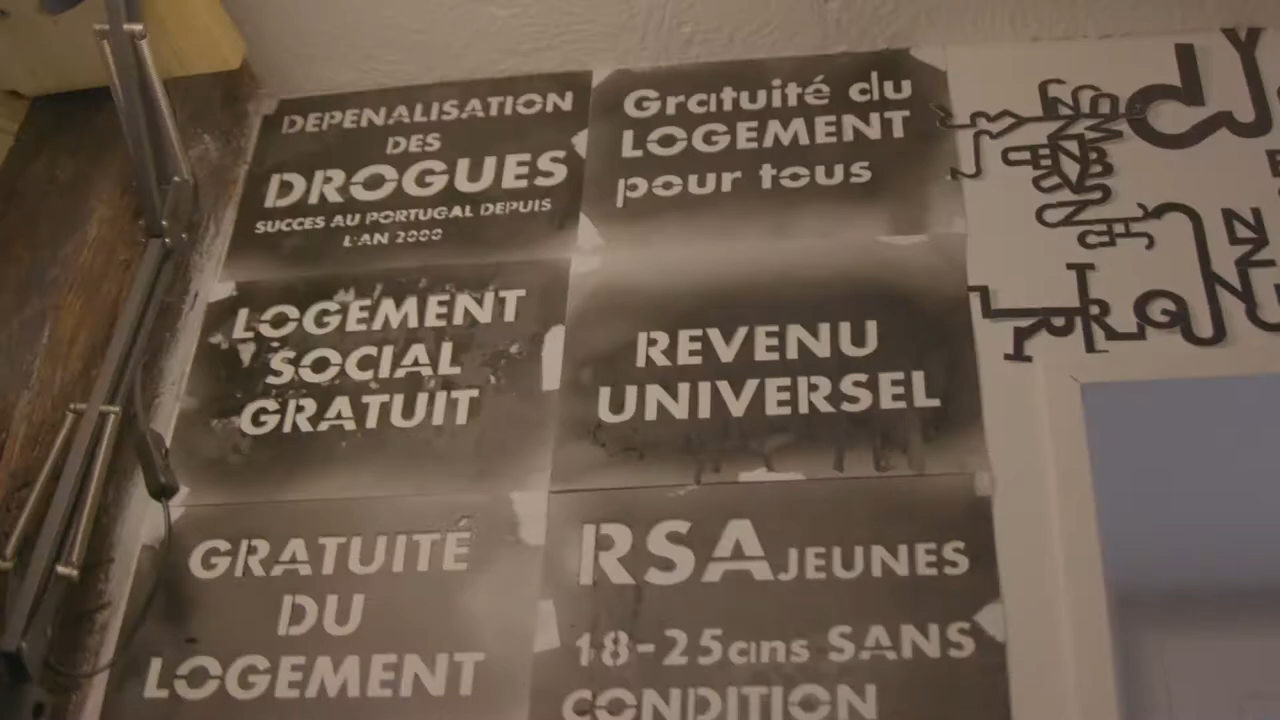 DEPENALISATION
DES
DROGUES
SUCCES AU PORTUGAL DEPUIS
L'AN 2000
Gratuité du
LOGEMENT
pour tous
LOGEMENT
SOCIAL
GRATUIT
REVENU
UNIVERSEL
GRATUITÉ
DU
LOGEMENT
RSA JEUNES
18-25ans SANS
CONDITION